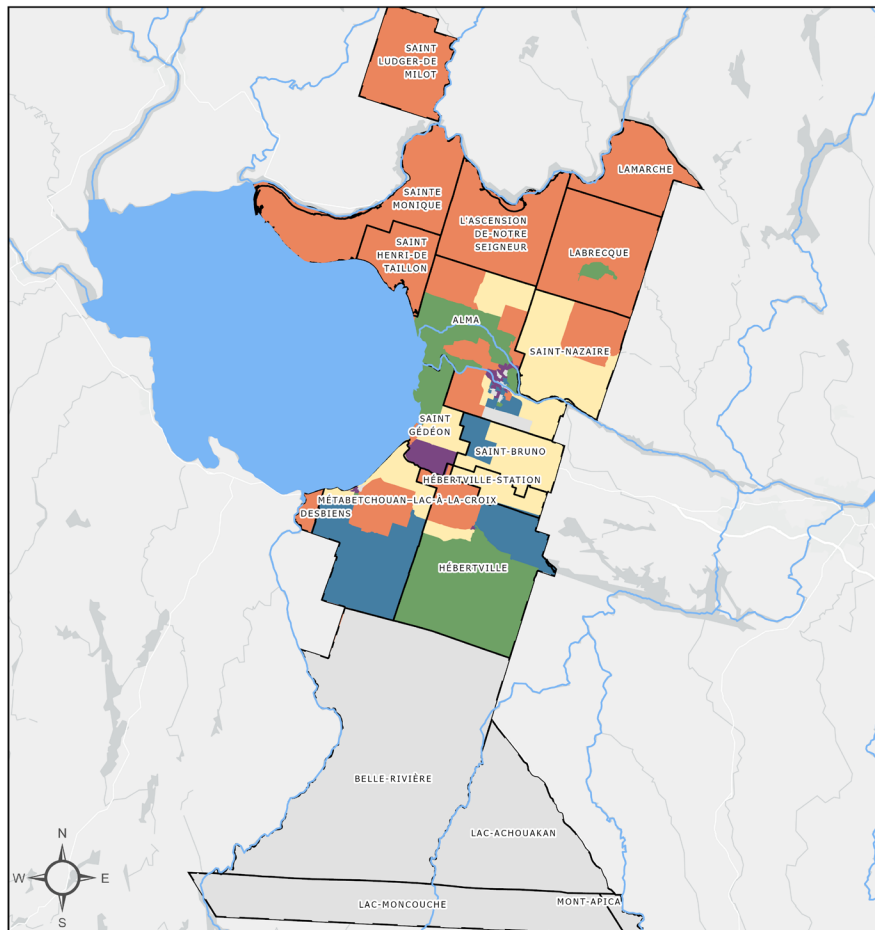 SAINT
LUDGER-DE
MILOT
LAMARCHE
SAINTE
MONIQUE
L'ASCENSION
DE-NOTRE
SEIGNEUR
SAINT
HENRI-DE
TAILLON
LABRECQUE
ALMA
SAINT-NAZAIRE
SAINT
GÉDÉON
SAINT-BRUNO
HÉBERTVILLE-STATION
MÉTABETCHOUAN–LAC-À-LA-CROIX
DESBIENS
HÉBERTVILLE
BELLE-RIVIÈRE
LAC-ACHOUAKAN
N
W E
S
LAC-MONCOUCHE
MONT-APICA